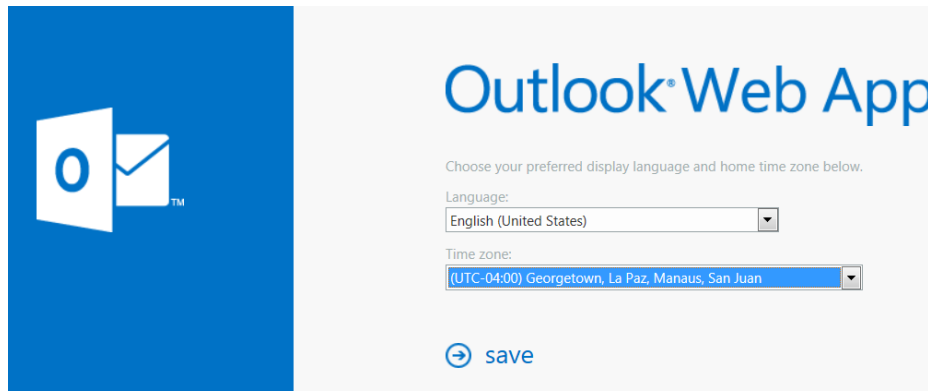 O
TM
Outlook® Web App
Choose your preferred display language and home time zone below.
Language:
English (United States)
Time zone:
(UTC-04:00) Georgetown, La Paz, Manaus, San Juan
save